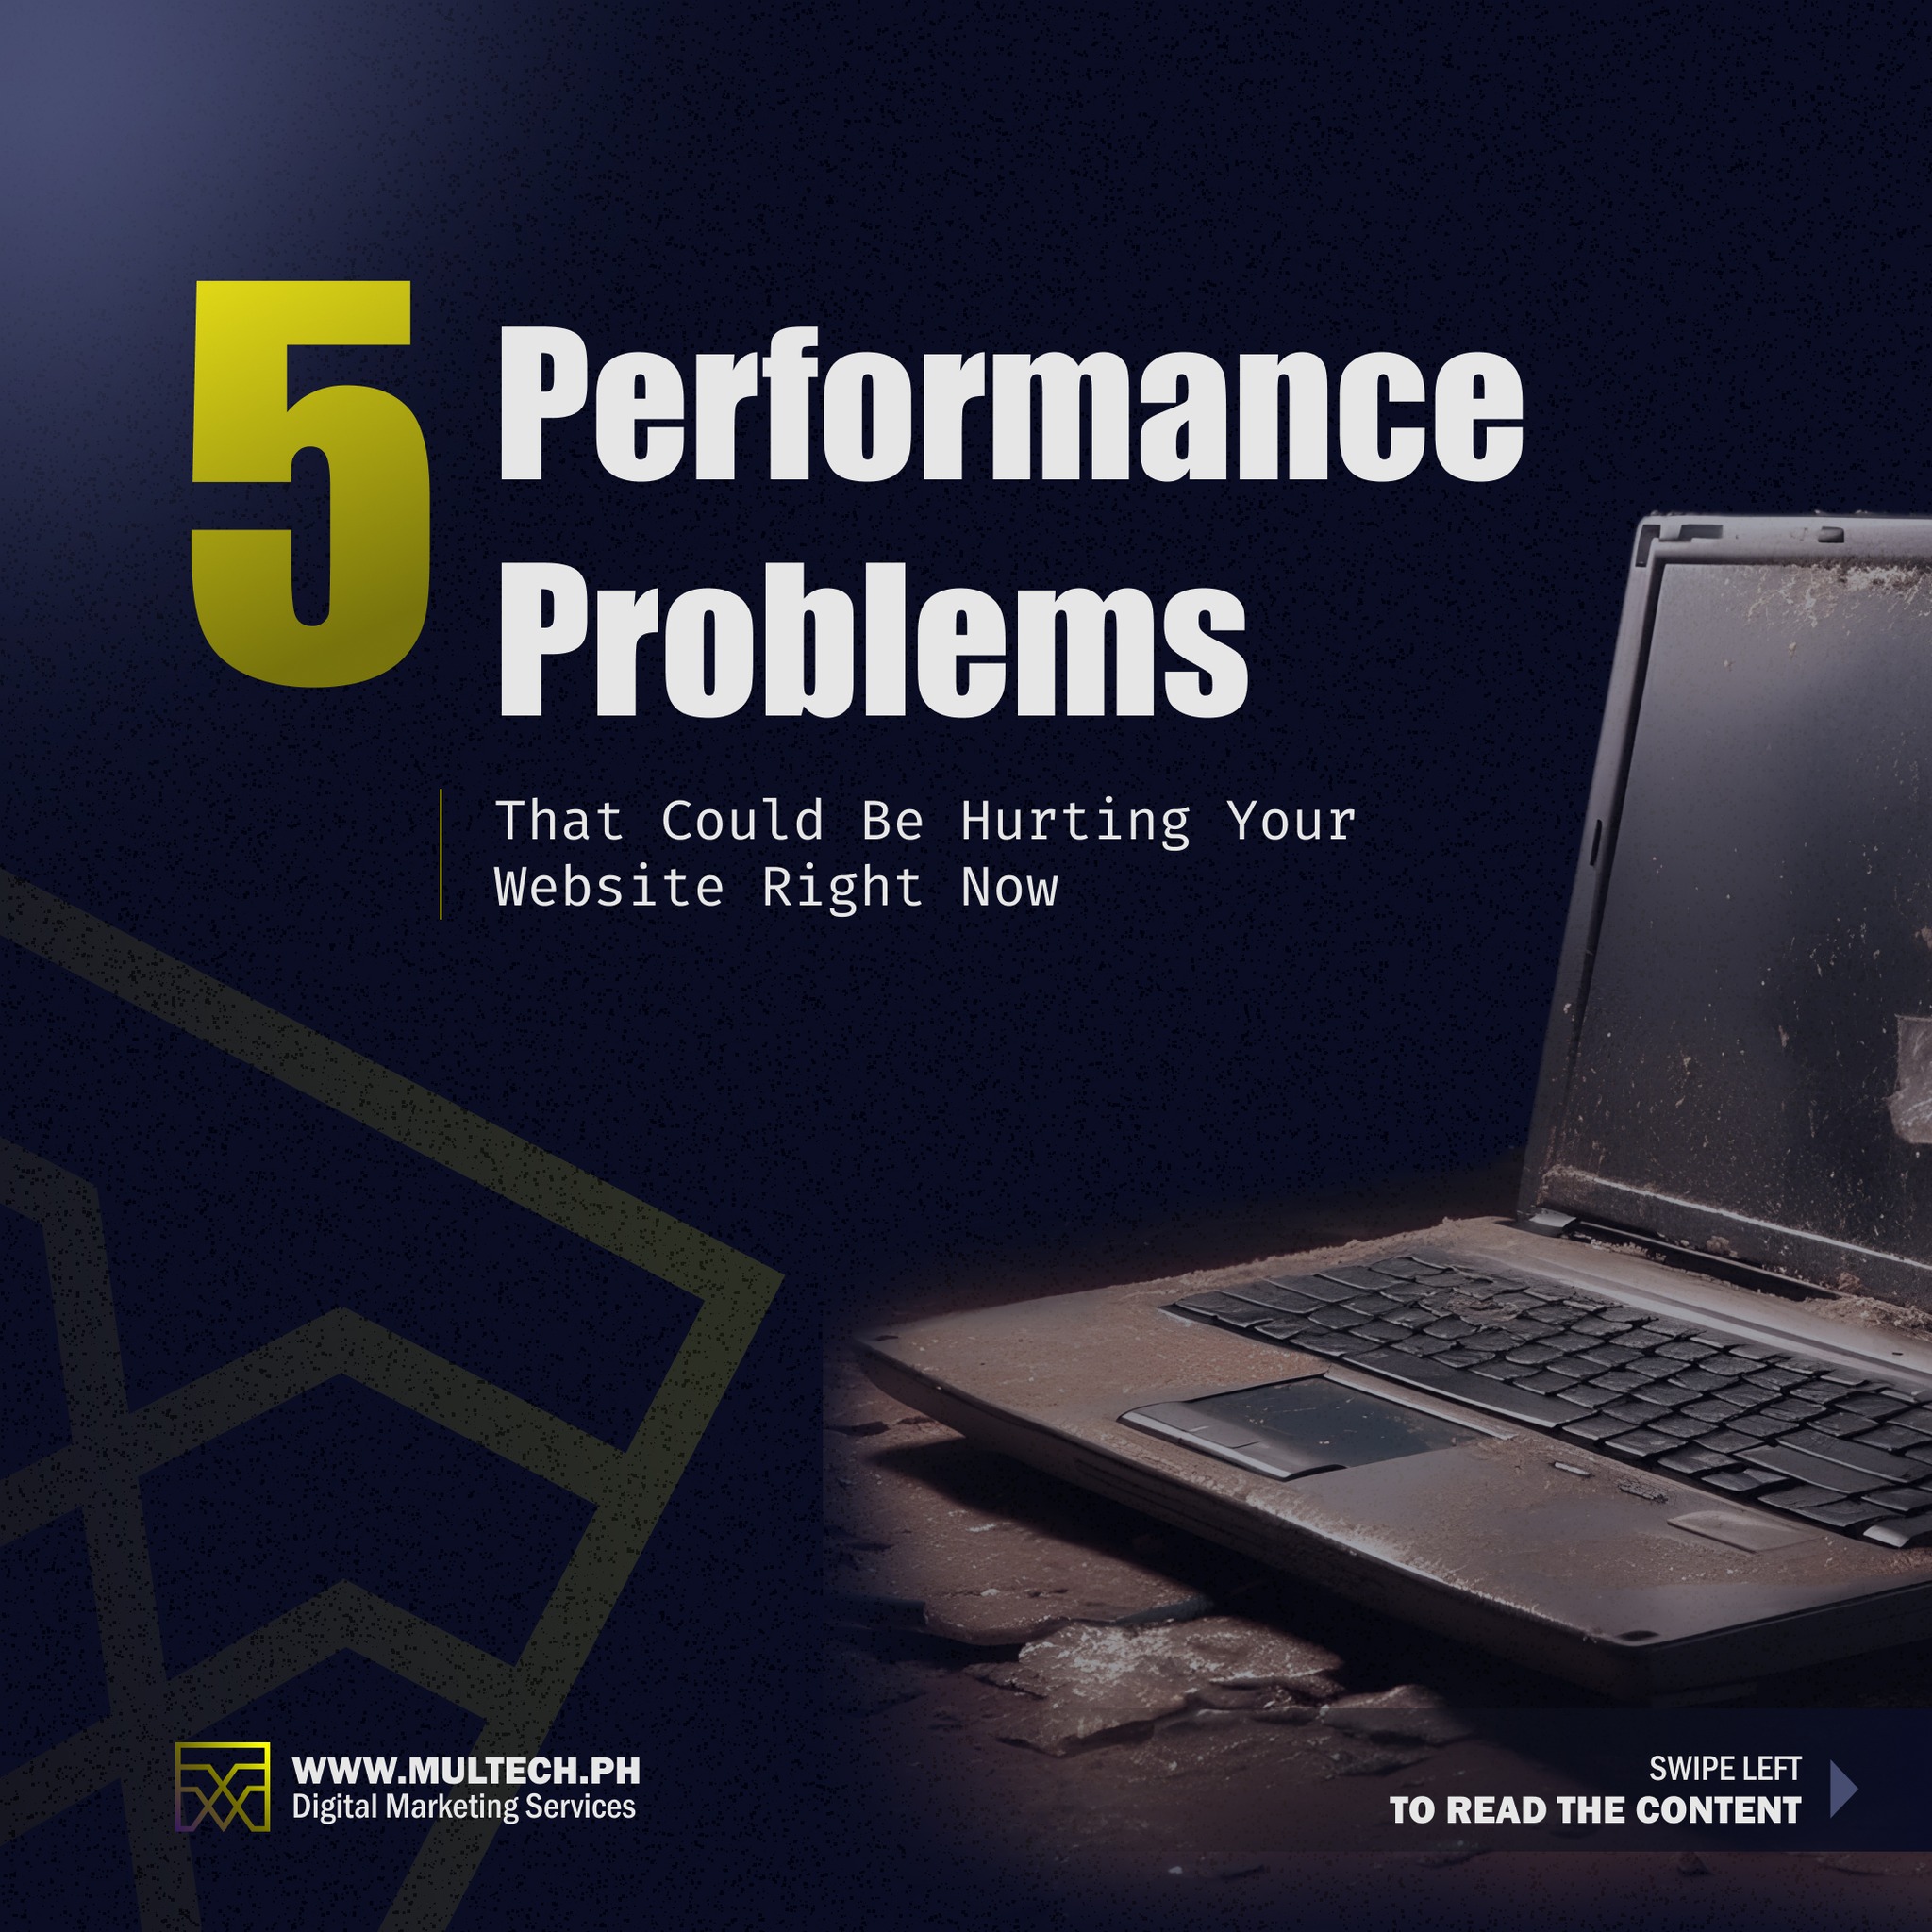 5 Performance
Problems
That Could Be Hurting Your
Website Right Now
WWW.MULTECH.PH
Digital Marketing Services
SWIPE LEFT
TO READ THE CONTENT